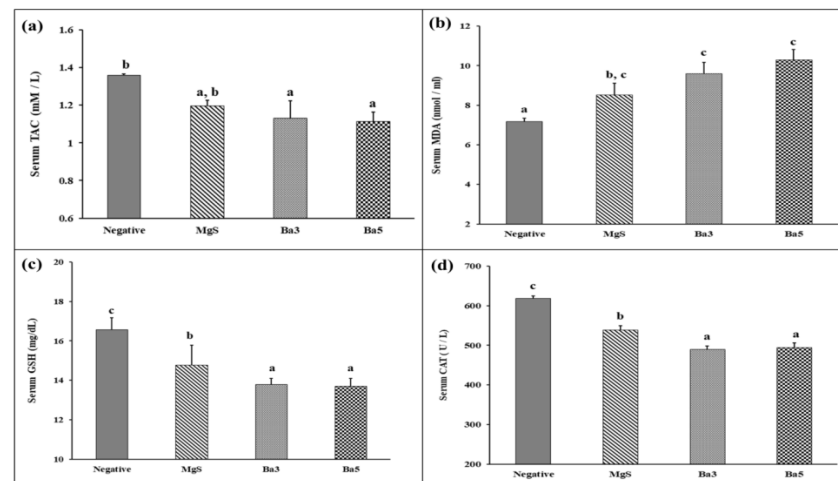 (a)
Serum TAC (mM / L)
1.6
1.4
1.2
1
0.8
0.6
b
a, b
a
a
Negative MgS Ba3 Ba5
(b)
Serum MDA (nmol / ml)
12
10
8
6
4
2
a
b, c
c
c
Negative MgS Ba3 Ba5
(c)
Serum GSH (mg/dL)
20
18
16
14
12
10
c
b
a
a
Negative MgS Ba3 Ba5
(d)
Serum CAT ( U / L)
700
600
500
400
300
200
c
b
a
a
Negative MgS Ba3 Ba5